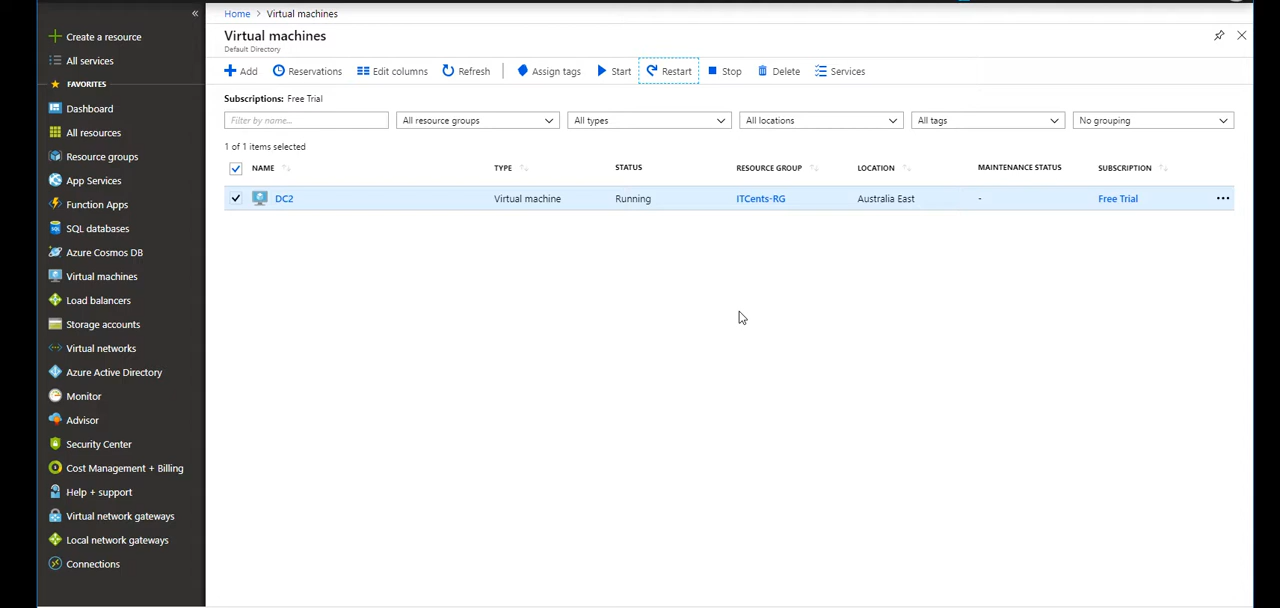 Home > Virtual machines
Virtual machines
Default Directory
Add Reservations Edit columns Refresh Assign tags Start Restart Stop Delete Services
Subscriptions: Free Trial
Filter by name... All resource groups All types All locations All tags No grouping
1 of 1 items selected
NAME TYPE STATUS RESOURCE GROUP LOCATION MAINTENANCE STATUS SUBSCRIPTION
DC2 Virtual machine Running ITCents-RG Australia East - Free Trial •••
«
Create a resource
All services
FAVORITES
Dashboard
All resources
Resource groups
App Services
Function Apps
SQL databases
Azure Cosmos DB
Virtual machines
Load balancers
Storage accounts
Virtual networks
Azure Active Directory
Monitor
Advisor
Security Center
Cost Management + Billing
Help + support
Virtual network gateways
Local network gateways
Connections